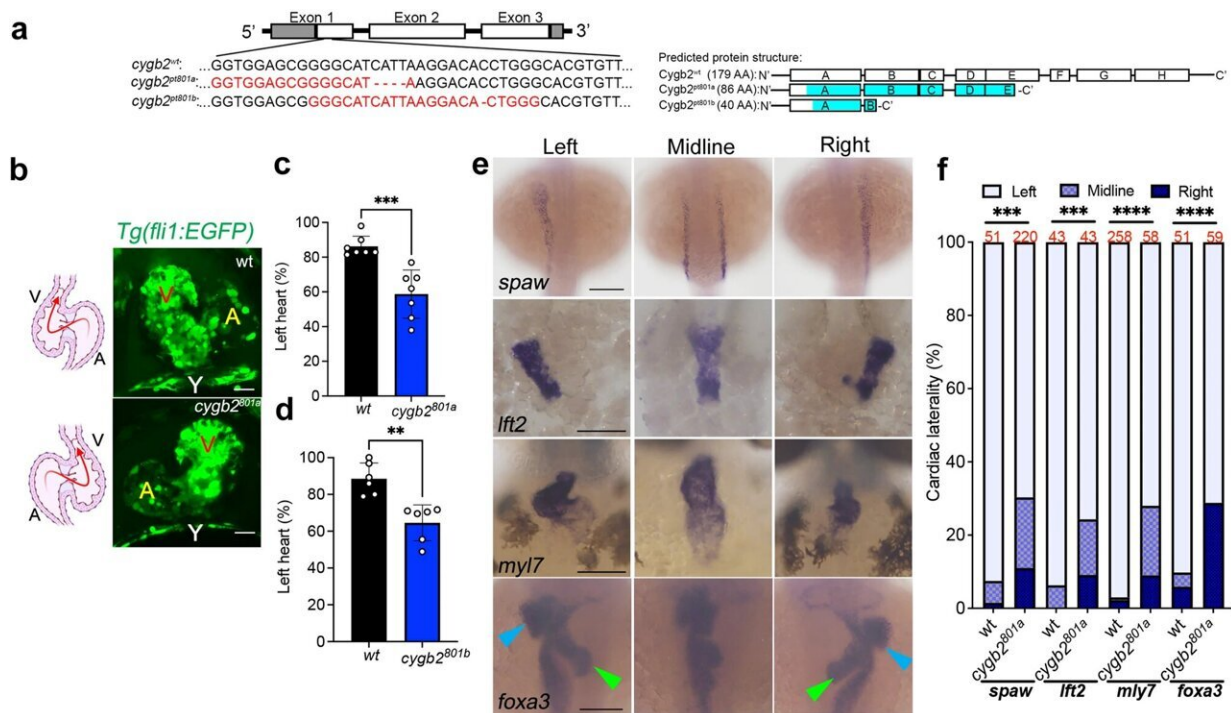 a
5’ Exon 1 Exon 2 Exon 3 3’
cygb2wt: ...GGTGGAGCGGGGCATCATTAAGGACACCTGGGCACGTGTT...
cygb2pt801a: ...GGTGGAGCGGGGCAT----AAGGACACCTGGGCACGTGTT...
cygb2pt801b: ...GGTGGAGCGGGGCATCATTAAGGACA-CTGGGCACGTGTT...
Predicted protein structure:
Cygb2wt (179 AA): N’ A B C D E F G H C’
Cygb2pt801a (86 AA): N’ A B C D E -C’
Cygb2pt801b (40 AA): N’ A B -C’
b
Tg(fli1:EGFP)
wt
V
A
V
A
Y
cygb2801a
V
A
V
A
Y
c
***
Left heart (%)
100
80
60
40
20
0
wt cygb2801a
d
**
Left heart (%)
100
80
60
40
20
0
wt cygb2801b
e
Left Midline Right
spaw
lft2
myl7
foxa3
f
Left Midline Right
*** *** **** ****
51 220 43 43 258 58 51 59
Cardiac laterality (%)
100
80
60
40
20
0
wt cygb2801a wt cygb2801a wt cygb2801a wt cygb2801a
spaw lft2 mly7 foxa3